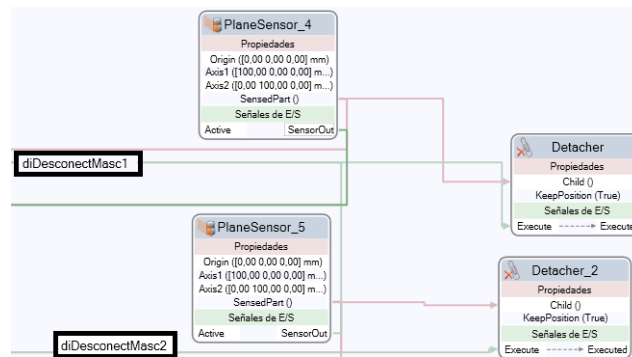 PlaneSensor_4
Propiedades
Origin ([0,00 0,00 0,00] mm)
Axis1 ([100,00 0,00 0,00] m...)
Axis2 ([0,00 100,00 0,00] m...)
SensedPart ()
Señales de E/S
Active SensorOut
diDesconectMasc1
Detacher
Propiedades
Child ()
KeepPosition (True)
Señales de E/S
Execute Execute
PlaneSensor_5
Propiedades
Origin ([0,00 0,00 0,00] mm)
Axis1 ([100,00 0,00 0,00] m...)
Axis2 ([0,00 100,00 0,00] m...)
SensedPart ()
Señales de E/S
Active SensorOut
diDesconectMasc2
Detacher_2
Propiedades
Child ()
KeepPosition (True)
Señales de E/S
Execute Executed